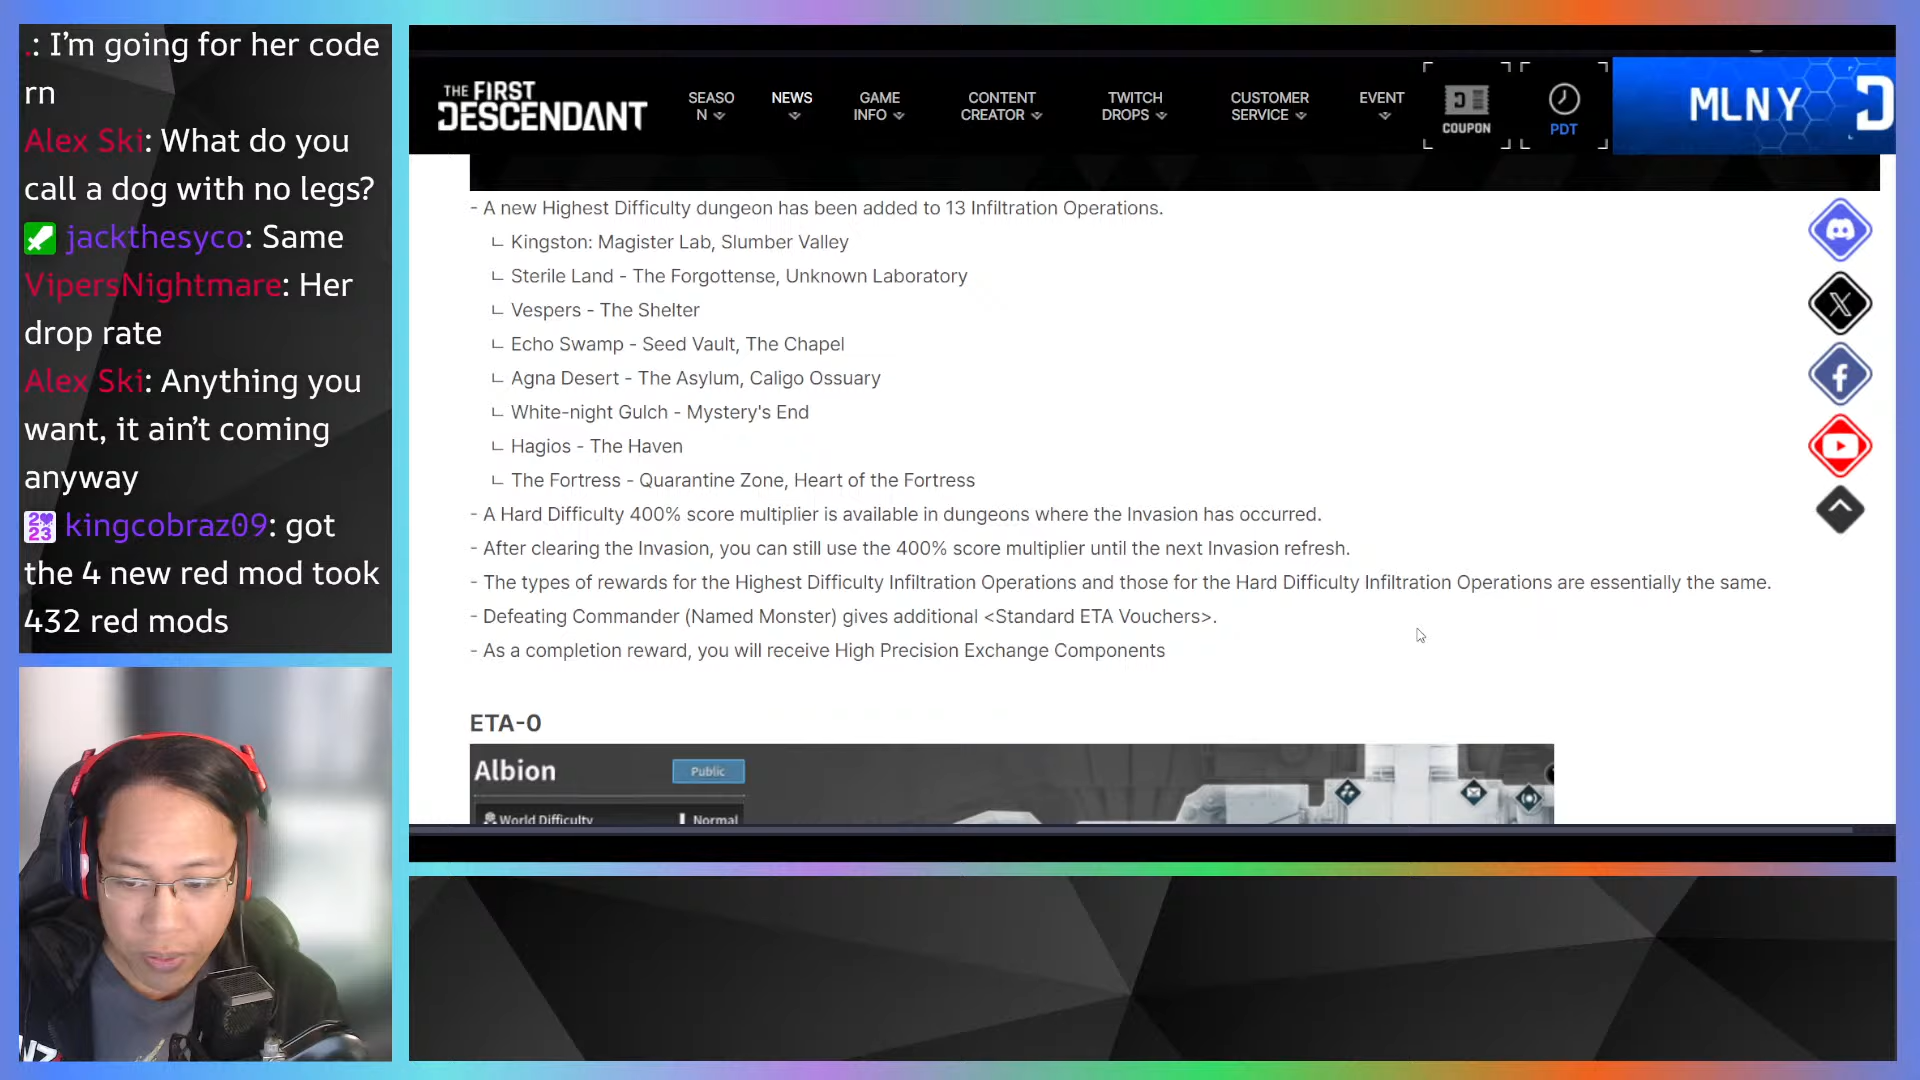 .: I'm going for her code
rn
Alex Ski: What do you
call a dog with no legs?
jackthesyco: Same
VipersNightmare: Her
drop rate
Alex Ski: Anything you
want, it ain't coming
anyway
2023 kingcobraz09: got
the 4 new red mod took
432 red mods
THE FIRST
DESCENDANT
SEASO
N
NEWS
GAME
INFO
CONTENT
CREATOR
TWITCH
DROPS
CUSTOMER
SERVICE
EVENT
COUPON
PDT
MLNY
- A new Highest Difficulty dungeon has been added to 13 Infiltration Operations.
ㄴ Kingston: Magister Lab, Slumber Valley
ㄴ Sterile Land - The Forgottense, Unknown Laboratory
ㄴ Vespers - The Shelter
ㄴ Echo Swamp - Seed Vault, The Chapel
ㄴ Agna Desert - The Asylum, Caligo Ossuary
ㄴ White-night Gulch - Mystery's End
ㄴ Hagios - The Haven
ㄴ The Fortress - Quarantine Zone, Heart of the Fortress
- A Hard Difficulty 400% score multiplier is available in dungeons where the Invasion has occurred.
- After clearing the Invasion, you can still use the 400% score multiplier until the next Invasion refresh.
- The types of rewards for the Highest Difficulty Infiltration Operations and those for the Hard Difficulty Infiltration Operations are essentially the same.
- Defeating Commander (Named Monster) gives additional <Standard ETA Vouchers>.
- As a completion reward, you will receive High Precision Exchange Components
ETA-0
Albion
Public
World Difficulty
Normal